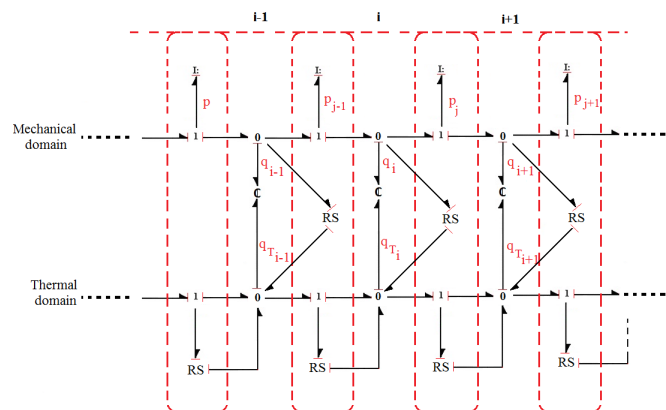 i-1 i i+1
I: I: I: I:
p p j-1 p j p j+1
Mechanical domain
1 0 1 0 1 0 1
q i-1 q i q i+1
C C C
RS RS RS
q T i-1 q T i q T i+1
Thermal domain
1 0 1 0 1 0 1
RS RS RS RS